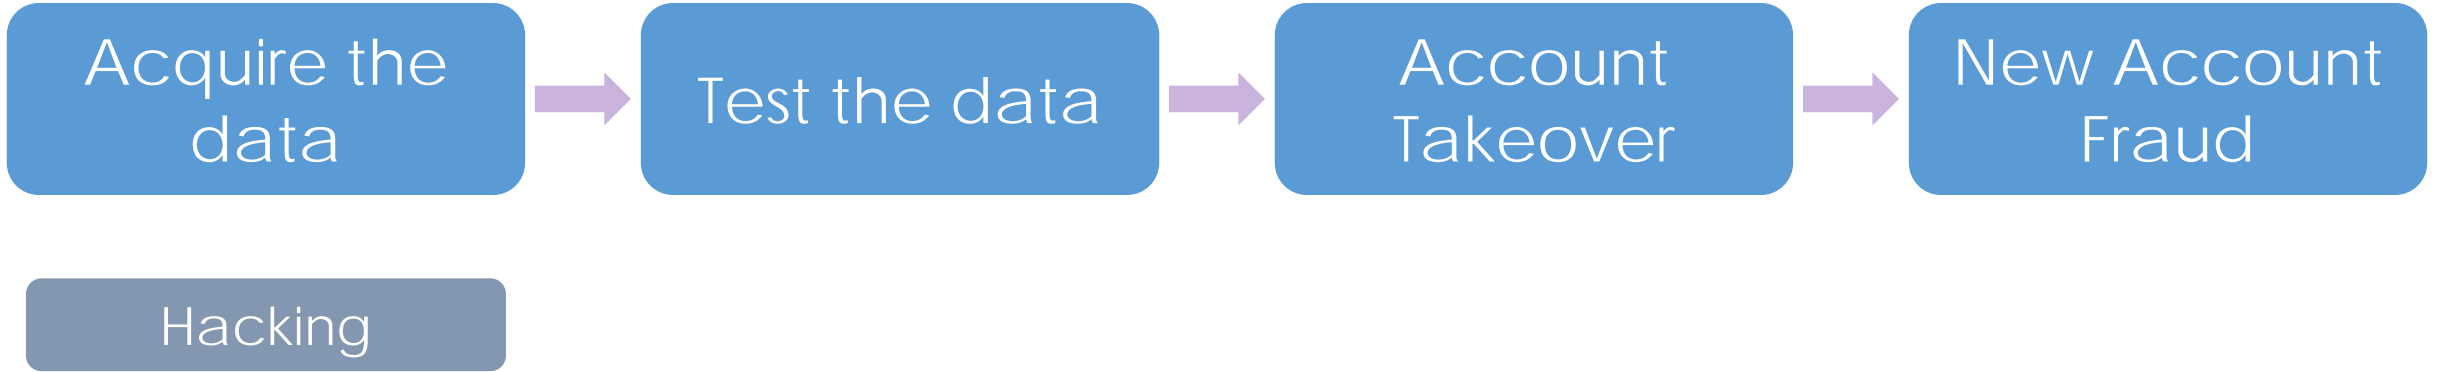 Acquire the
data
Test the data
Account
Takeover
New Account
Fraud
Hacking